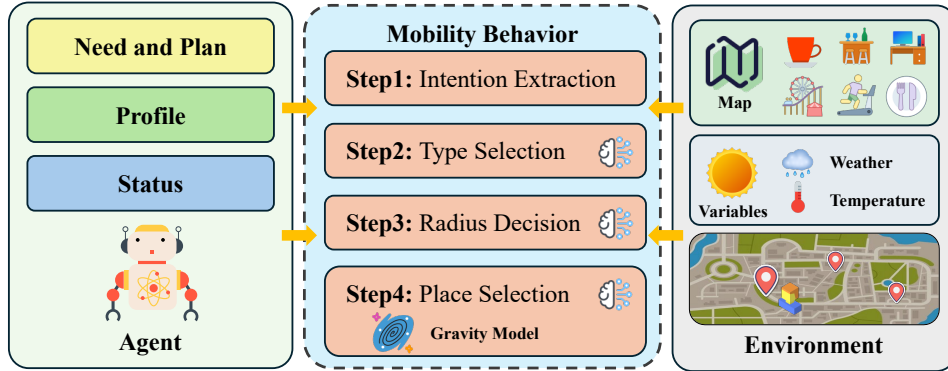 Need and Plan
Profile
Status
Agent
Mobility Behavior
Step1: Intention Extraction
Step2: Type Selection
Step3: Radius Decision
Step4: Place Selection
Gravity Model
Map
Variables
Weather
Temperature
Environment